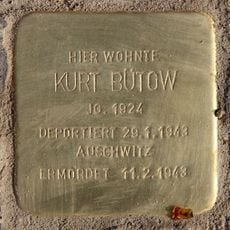 HIER WOHNTE
KURT BÜTOW
JG. 1924
DEPORTIERT 29.1.1943
AUSCHWITZ
ERMORDET 11.2.1943